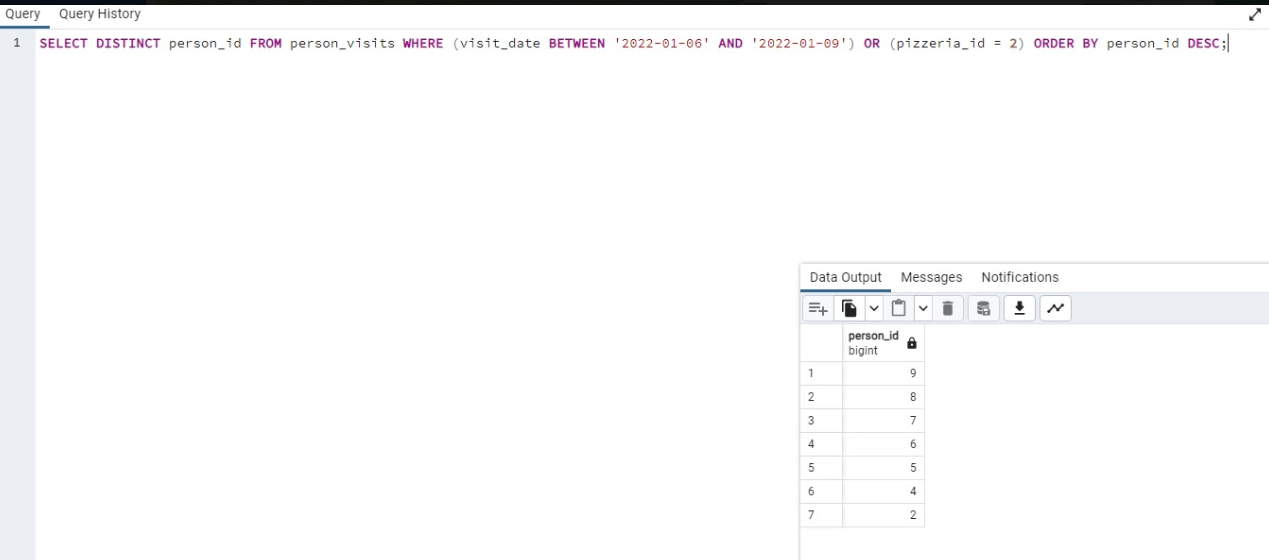 Query Query History
1 SELECT DISTINCT person_id FROM person_visits WHERE (visit_date BETWEEN '2022-01-06' AND '2022-01-09') OR (pizzeria_id = 2) ORDER BY person_id DESC;
Data Output Messages Notifications
person_id
bigint
1 9
2 8
3 7
4 6
5 5
6 4
7 2